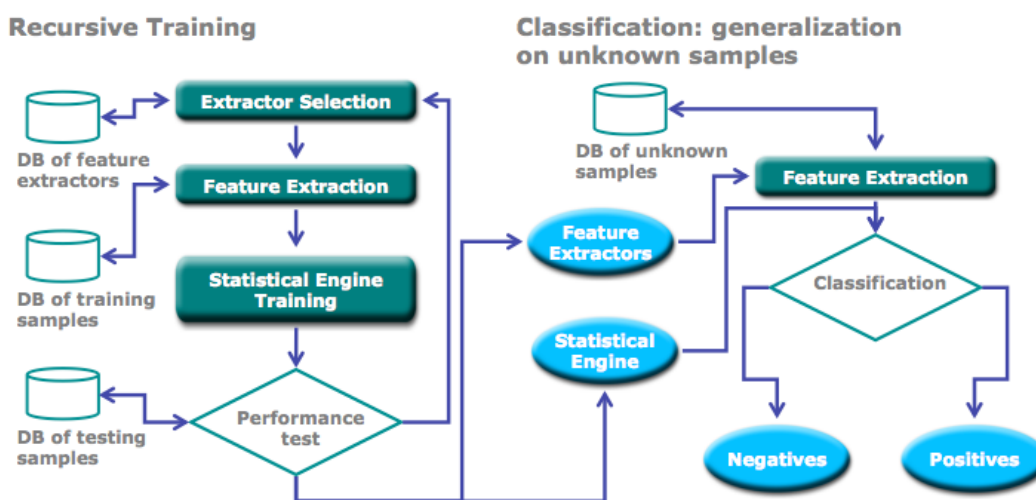 Recursive Training
Extractor Selection
DB of feature
extractors
Feature Extraction
DB of training
samples
Statistical Engine
Training
DB of testing
samples
Performance
test
Classification: generalization
on unknown samples
DB of unknown
samples
Feature Extraction
Feature
Extractors
Classification
Statistical
Engine
Negatives
Positives